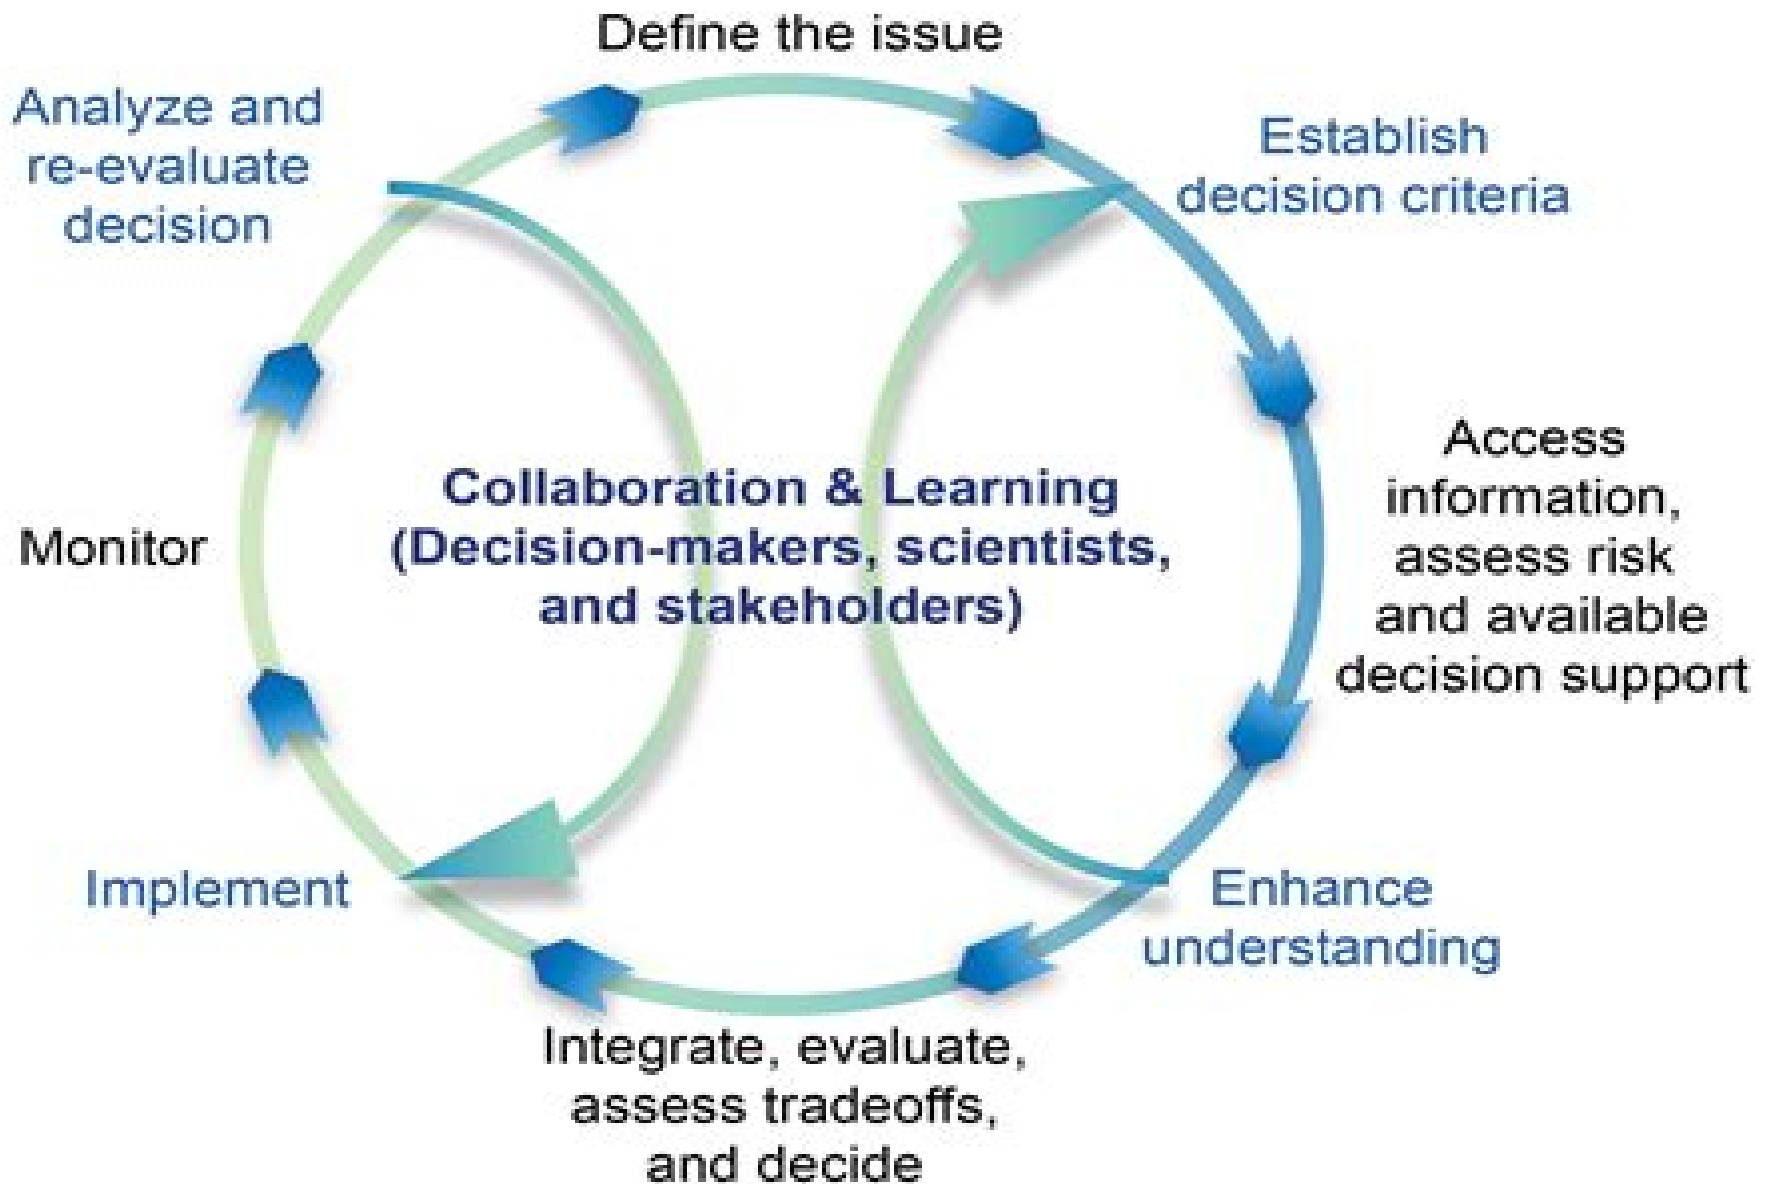 Define the issue
Analyze and
re-evaluate
decision
Establish
decision criteria
Access
information,
assess risk
and available
decision support
Collaboration & Learning
(Decision-makers, scientists,
and stakeholders)
Monitor
Implement
Enhance
understanding
Integrate, evaluate,
assess tradeoffs,
and decide